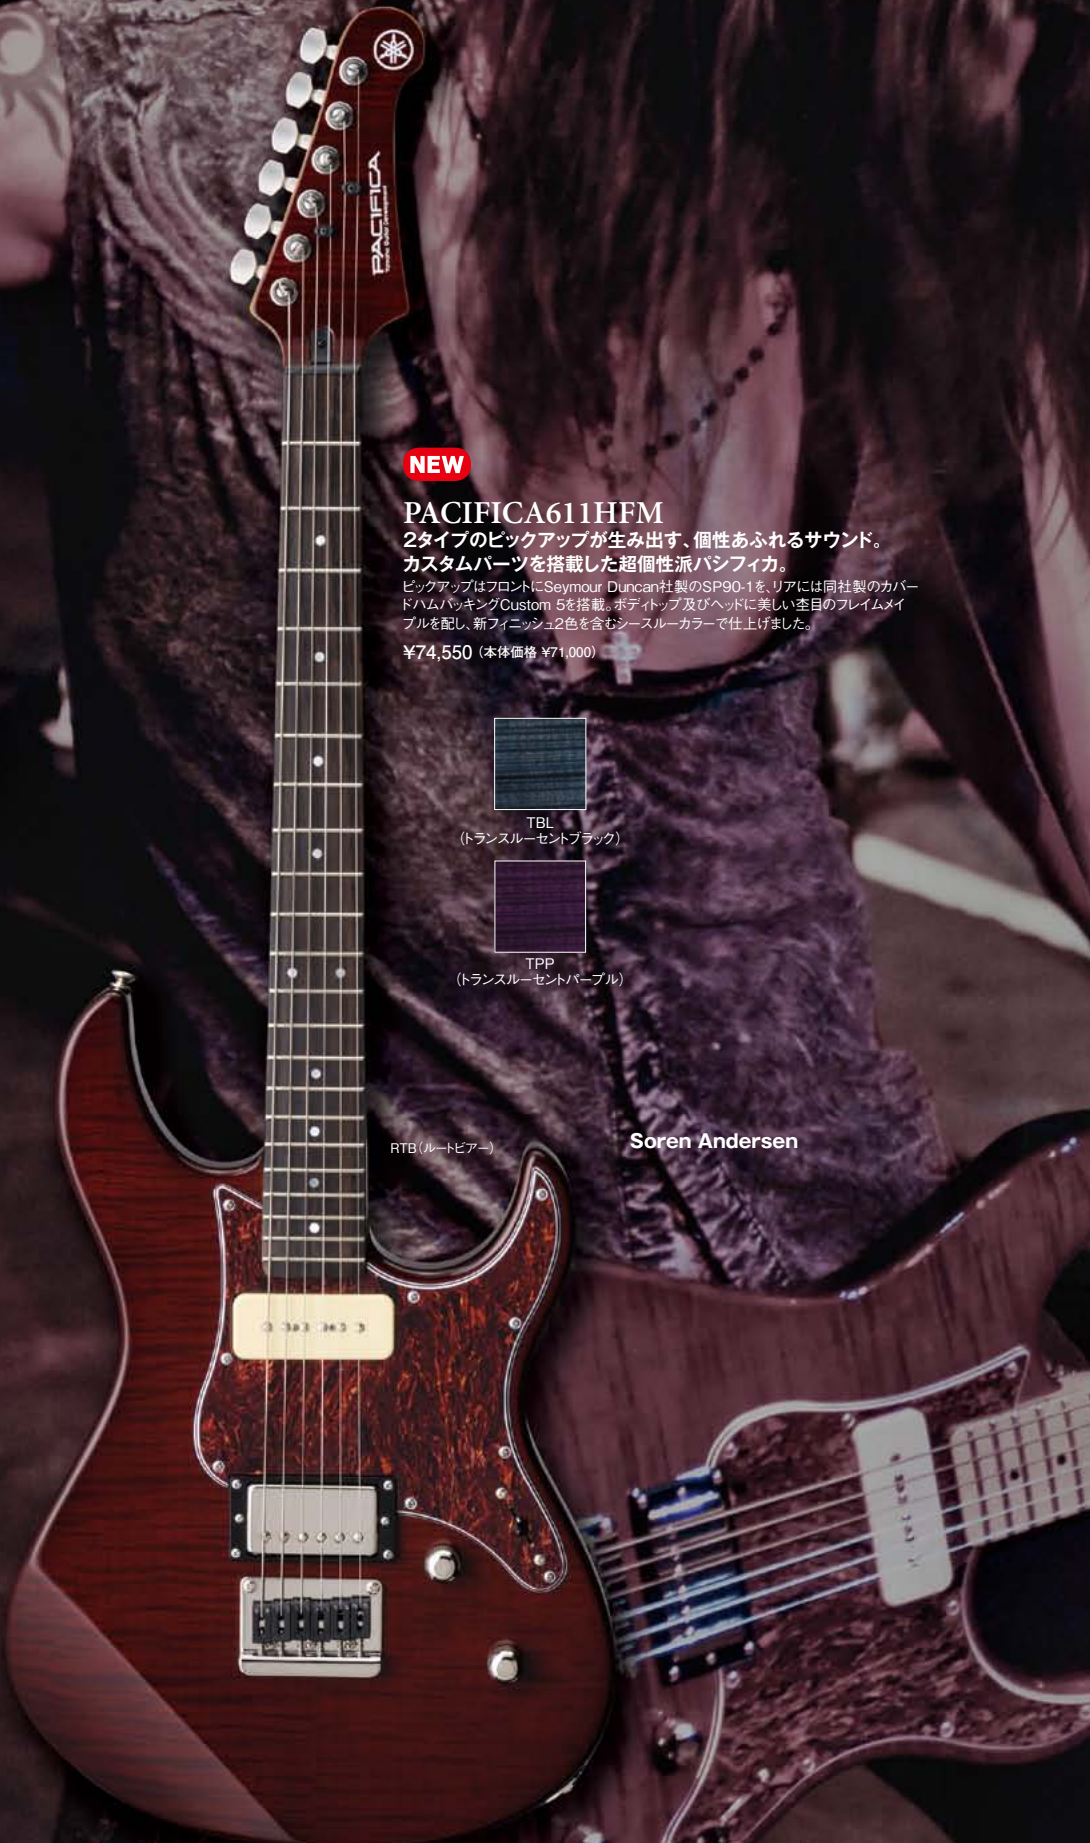 PACIFICA
Yamaha Guitar Development
NEW
PACIFICA611HFM
2タイプのピックアップが生み出す、個性あふれるサウンド。
カスタムパーツを搭載した超個性派パシフィカ。
ピックアップはフロントにSeymour Duncan社製のSP90-1を、リアには同社製のカバー
ドハムバッキングCustom 5を搭載。ボディトップ及びヘッドに美しい杢目のフレイムメイ
プルを配し、新フィニッシュ2色を含むシースルーカラーで仕上げました。
¥74,550（本体価格 ¥71,000）
TBL
（トランスルーセントブラック）
TPP
（トランスルーセントパープル）
RTB（ルートビアー）
Soren Andersen